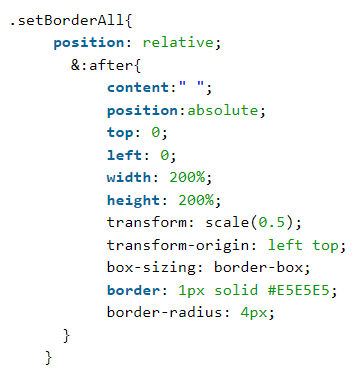 .setBorderAll{
position: relative;
&:after{
content:" ";
position:absolute;
top: 0;
left: 0;
width: 200%;
height: 200%;
transform: scale(0.5);
transform-origin: left top;
box-sizing: border-box;
border: 1px solid #E5E5E5;
border-radius: 4px;
}
}